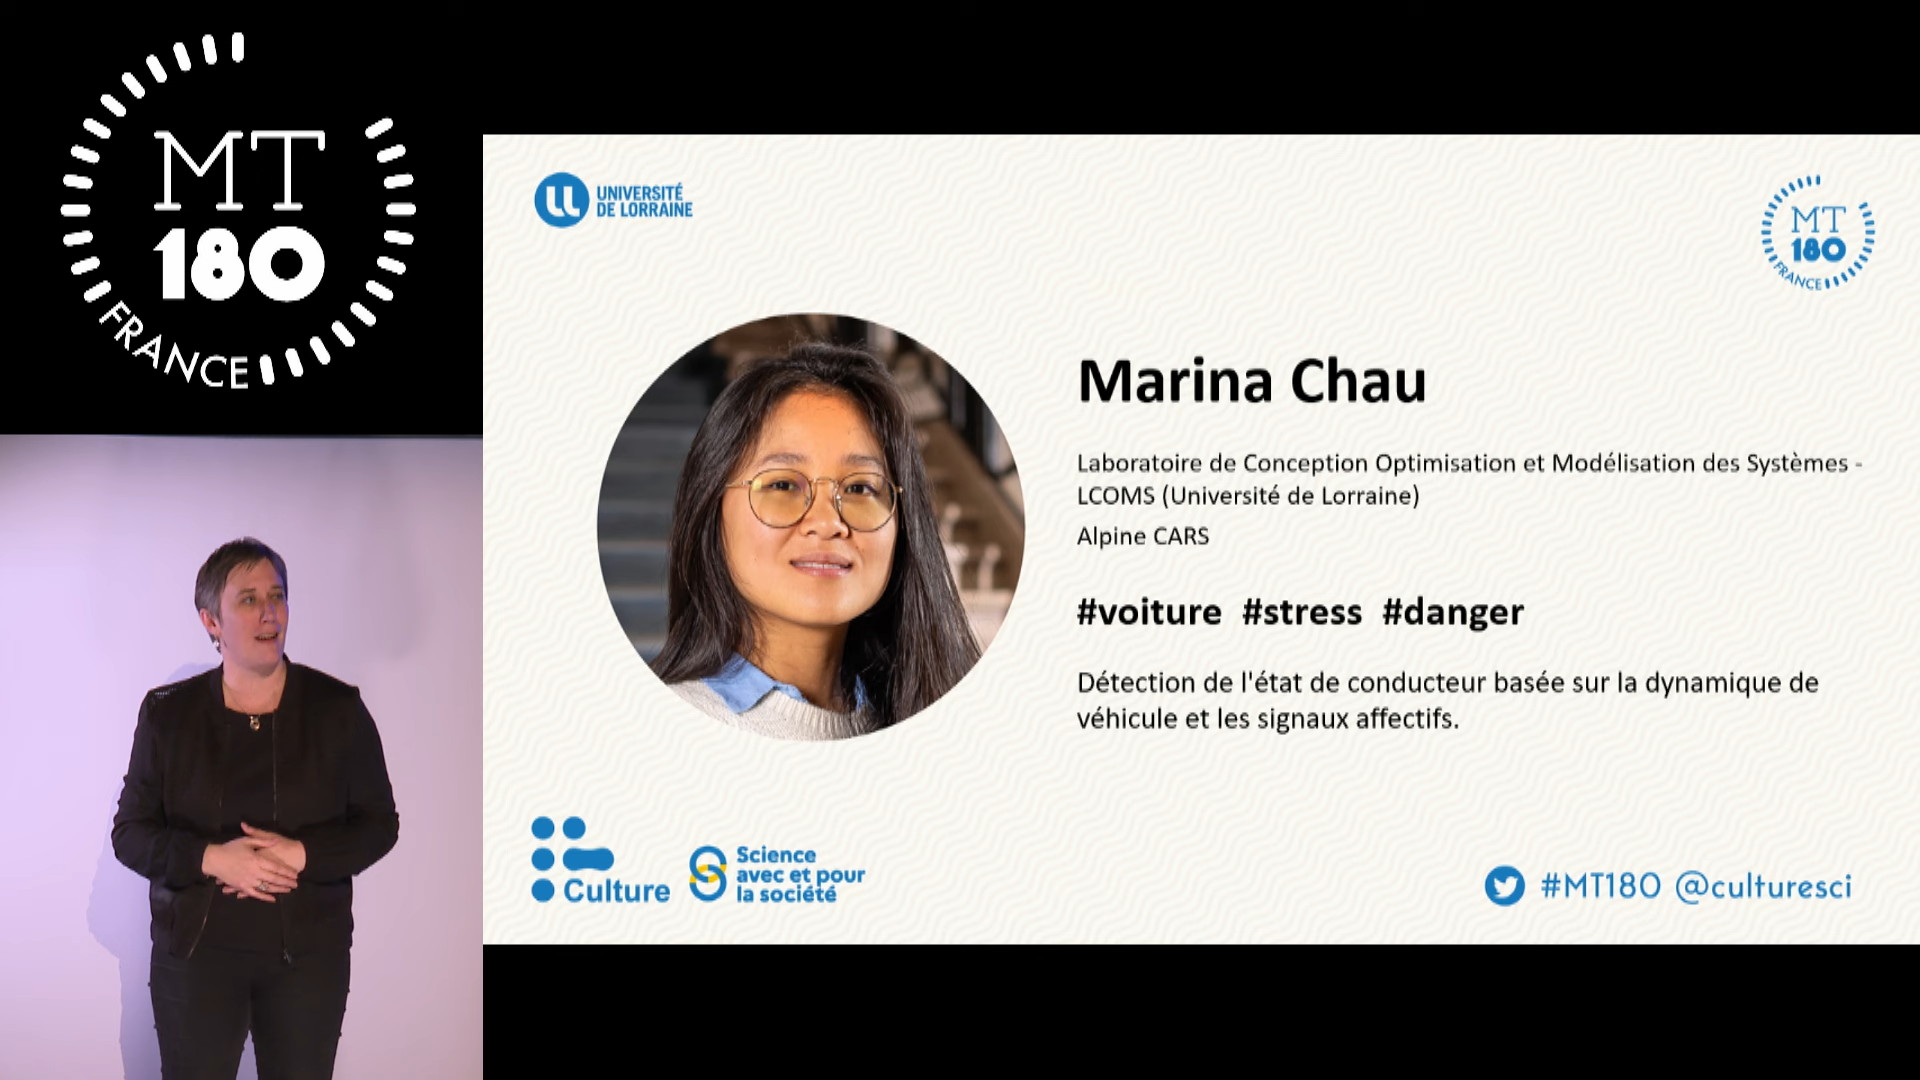 MT
180
FRANCE
UNIVERSITÉ
DE LORRAINE
MT
180
FRANCE
Marina Chau
Laboratoire de Conception Optimisation et Modélisation des Systèmes -
LCOMS (Université de Lorraine)
Alpine CARS
#voiture #stress #danger
Détection de l'état de conducteur basée sur la dynamique de
véhicule et les signaux affectifs.
Culture
Science
avec et pour
la société
#MT180 @culturesci